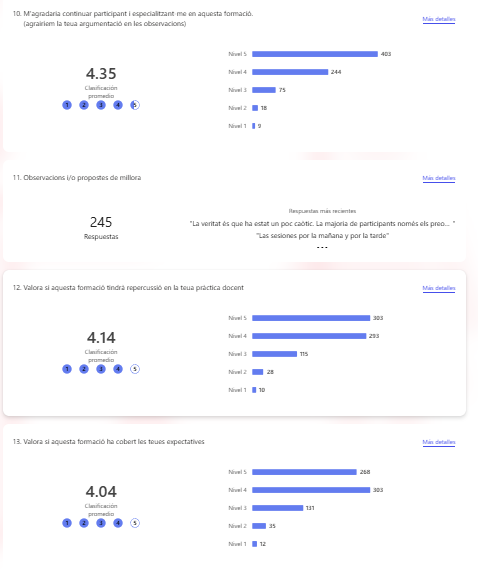 10. M'agradaria continuar participant i especialitzant-me en aquesta formació.
(agrairiem la teua argumentació en les observacions)
Más detalles
4.35
Clasificación
promedio
1 2 3 4 5
Nivel 5 403
Nivel 4 244
Nivel 3 75
Nivel 2 18
Nivel 1 9
11. Observacions i/o propostes de millora
Más detalles
245
Respuestas
Respuestas más recientes
"La veritat és que ha estat un poc caòtic. La majoria de participants només els preo... "
"Las sesiones por la mañana y por la tarde"
...
12. Valora si aquesta formació tindrà repercussió en la teua pràctica docent
Más detalles
4.14
Clasificación
promedio
1 2 3 4 5
Nivel 5 303
Nivel 4 293
Nivel 3 115
Nivel 2 28
Nivel 1 10
13. Valora si aquesta formació ha cobert les teues expectatives
Más detalles
4.04
Clasificación
promedio
1 2 3 4 5
Nivel 5 268
Nivel 4 303
Nivel 3 131
Nivel 2 35
Nivel 1 12